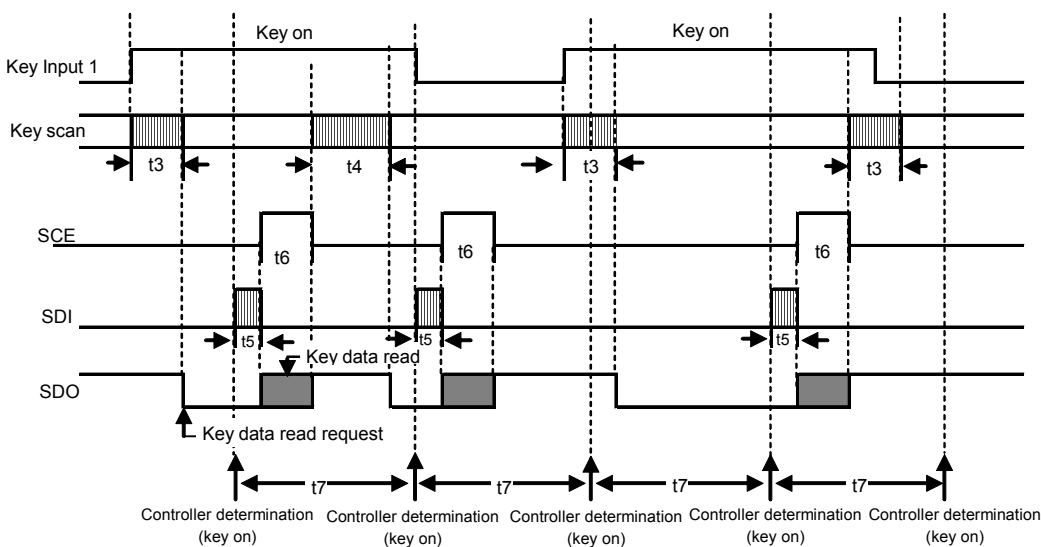 Key on
Key on
Key Input 1
Key scan
t3
t4
t3
t3
SCE
t6
t6
t6
SDI
t5
t5
t5
Key data read
SDO
Key data read request
t7
t7
t7
t7
Controller determination
(key on)
Controller determination
(key on)
Controller determination
(key on)
Controller determination
(key on)
Controller determination
(key on)